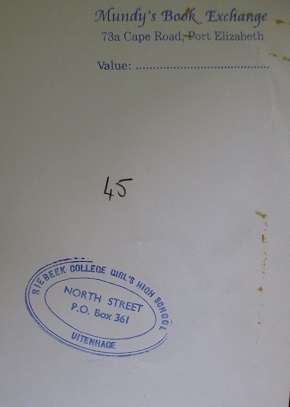 Mundy's Book Exchange
73a Cape Road, Port Elizabeth
Value: ........................................
45
RIEBEEK COLLEGE GIRL'S HIGH SCHOOL
NORTH STREET
P.O. Box 361
UITENHAGE